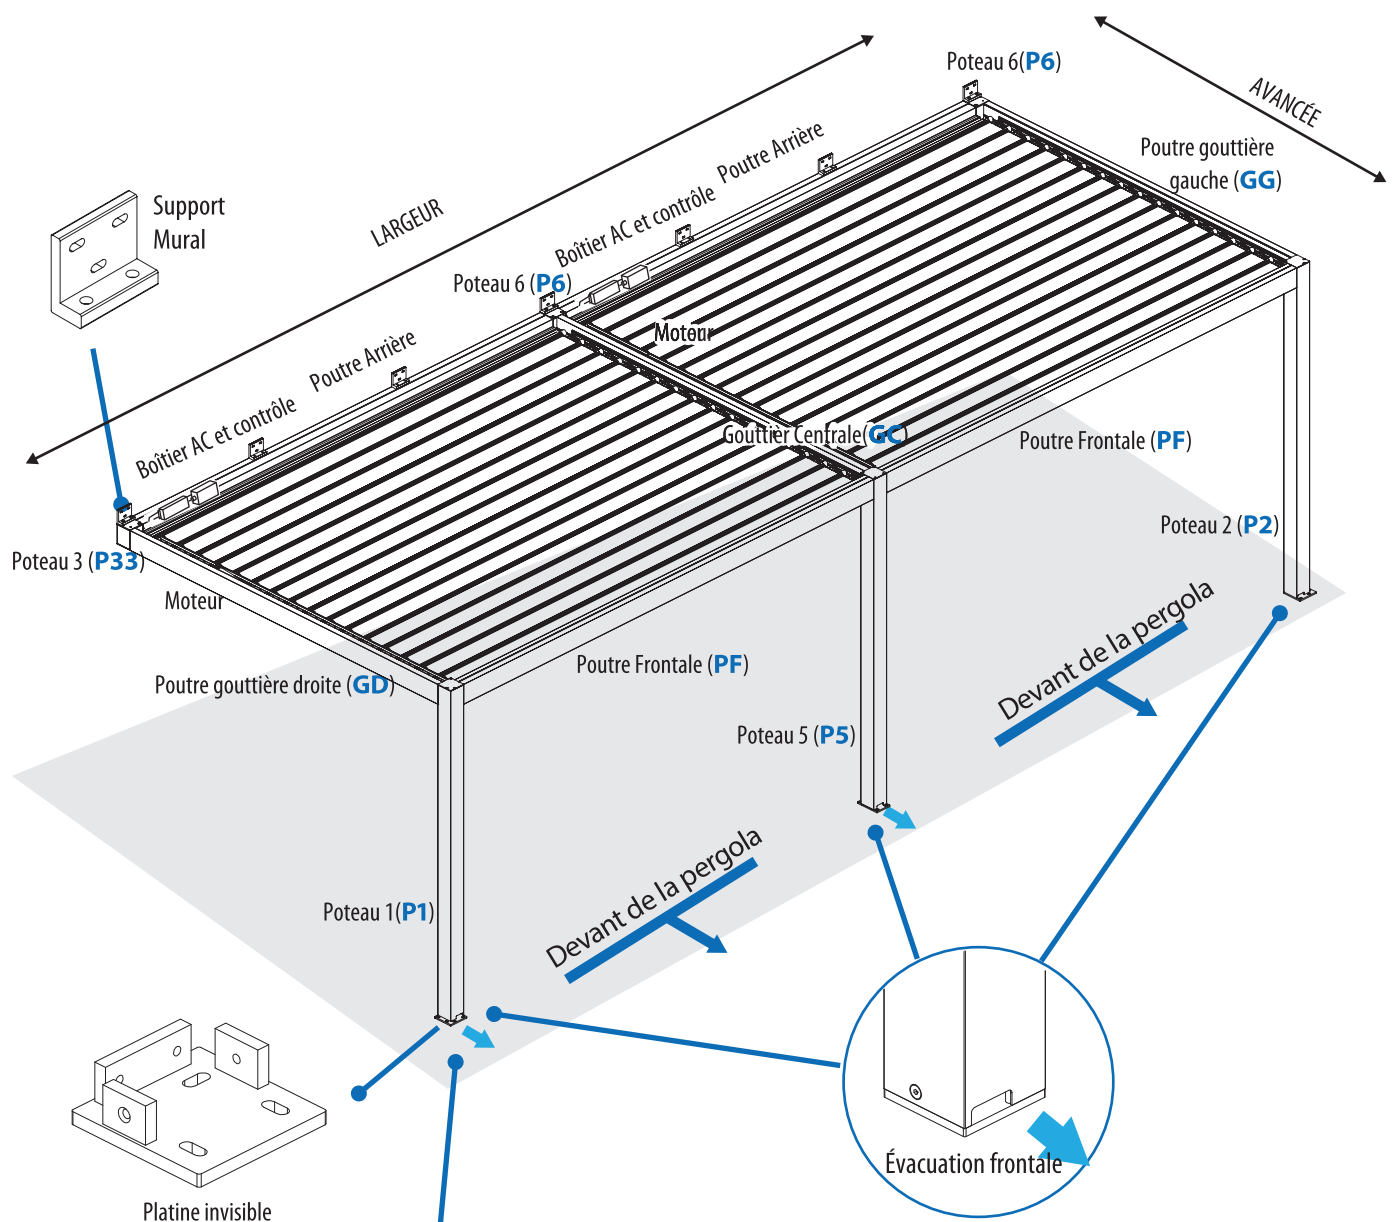 Poteau 6(P6)
AVANCÉE
Poutre gouttière
gauche (GG)
Poutre Arrière
Boîtier AC et contrôle
LARGEUR
Support
Mural
Poteau 6 (P6)
Moteur
Poutre Arrière
Boîtier AC et contrôle
Gouttier Centrale(GC)
Poutre Frontale (PF)
Poteau 2 (P2)
Poteau 3 (P33)
Moteur
Poutre gouttière droite (GD)
Poutre Frontale (PF)
Devant de la pergola
Poteau 5 (P5)
Devant de la pergola
Poteau 1(P1)
Évacuation frontale
Platine invisible